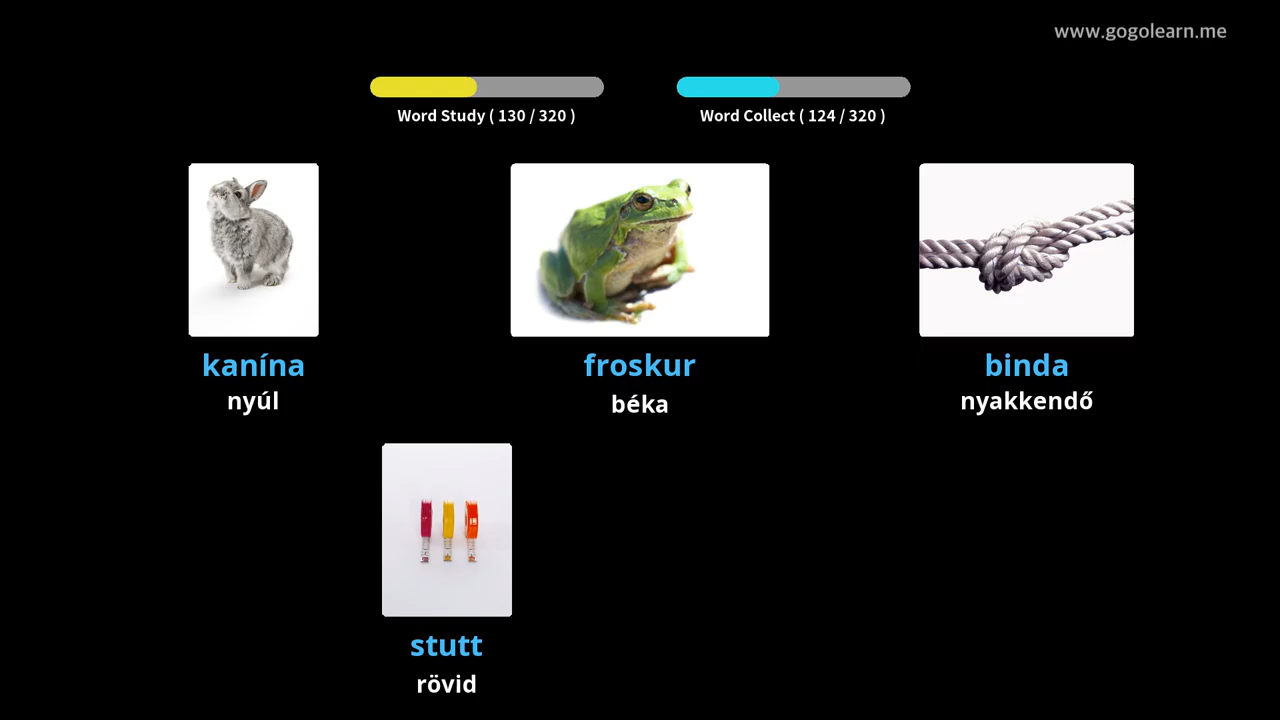 www.gogolearn.me
Word Study ( 130 / 320 )
Word Collect ( 124 / 320 )
kanína
nyúl
froskur
béka
binda
nyakkendő
stutt
rövid